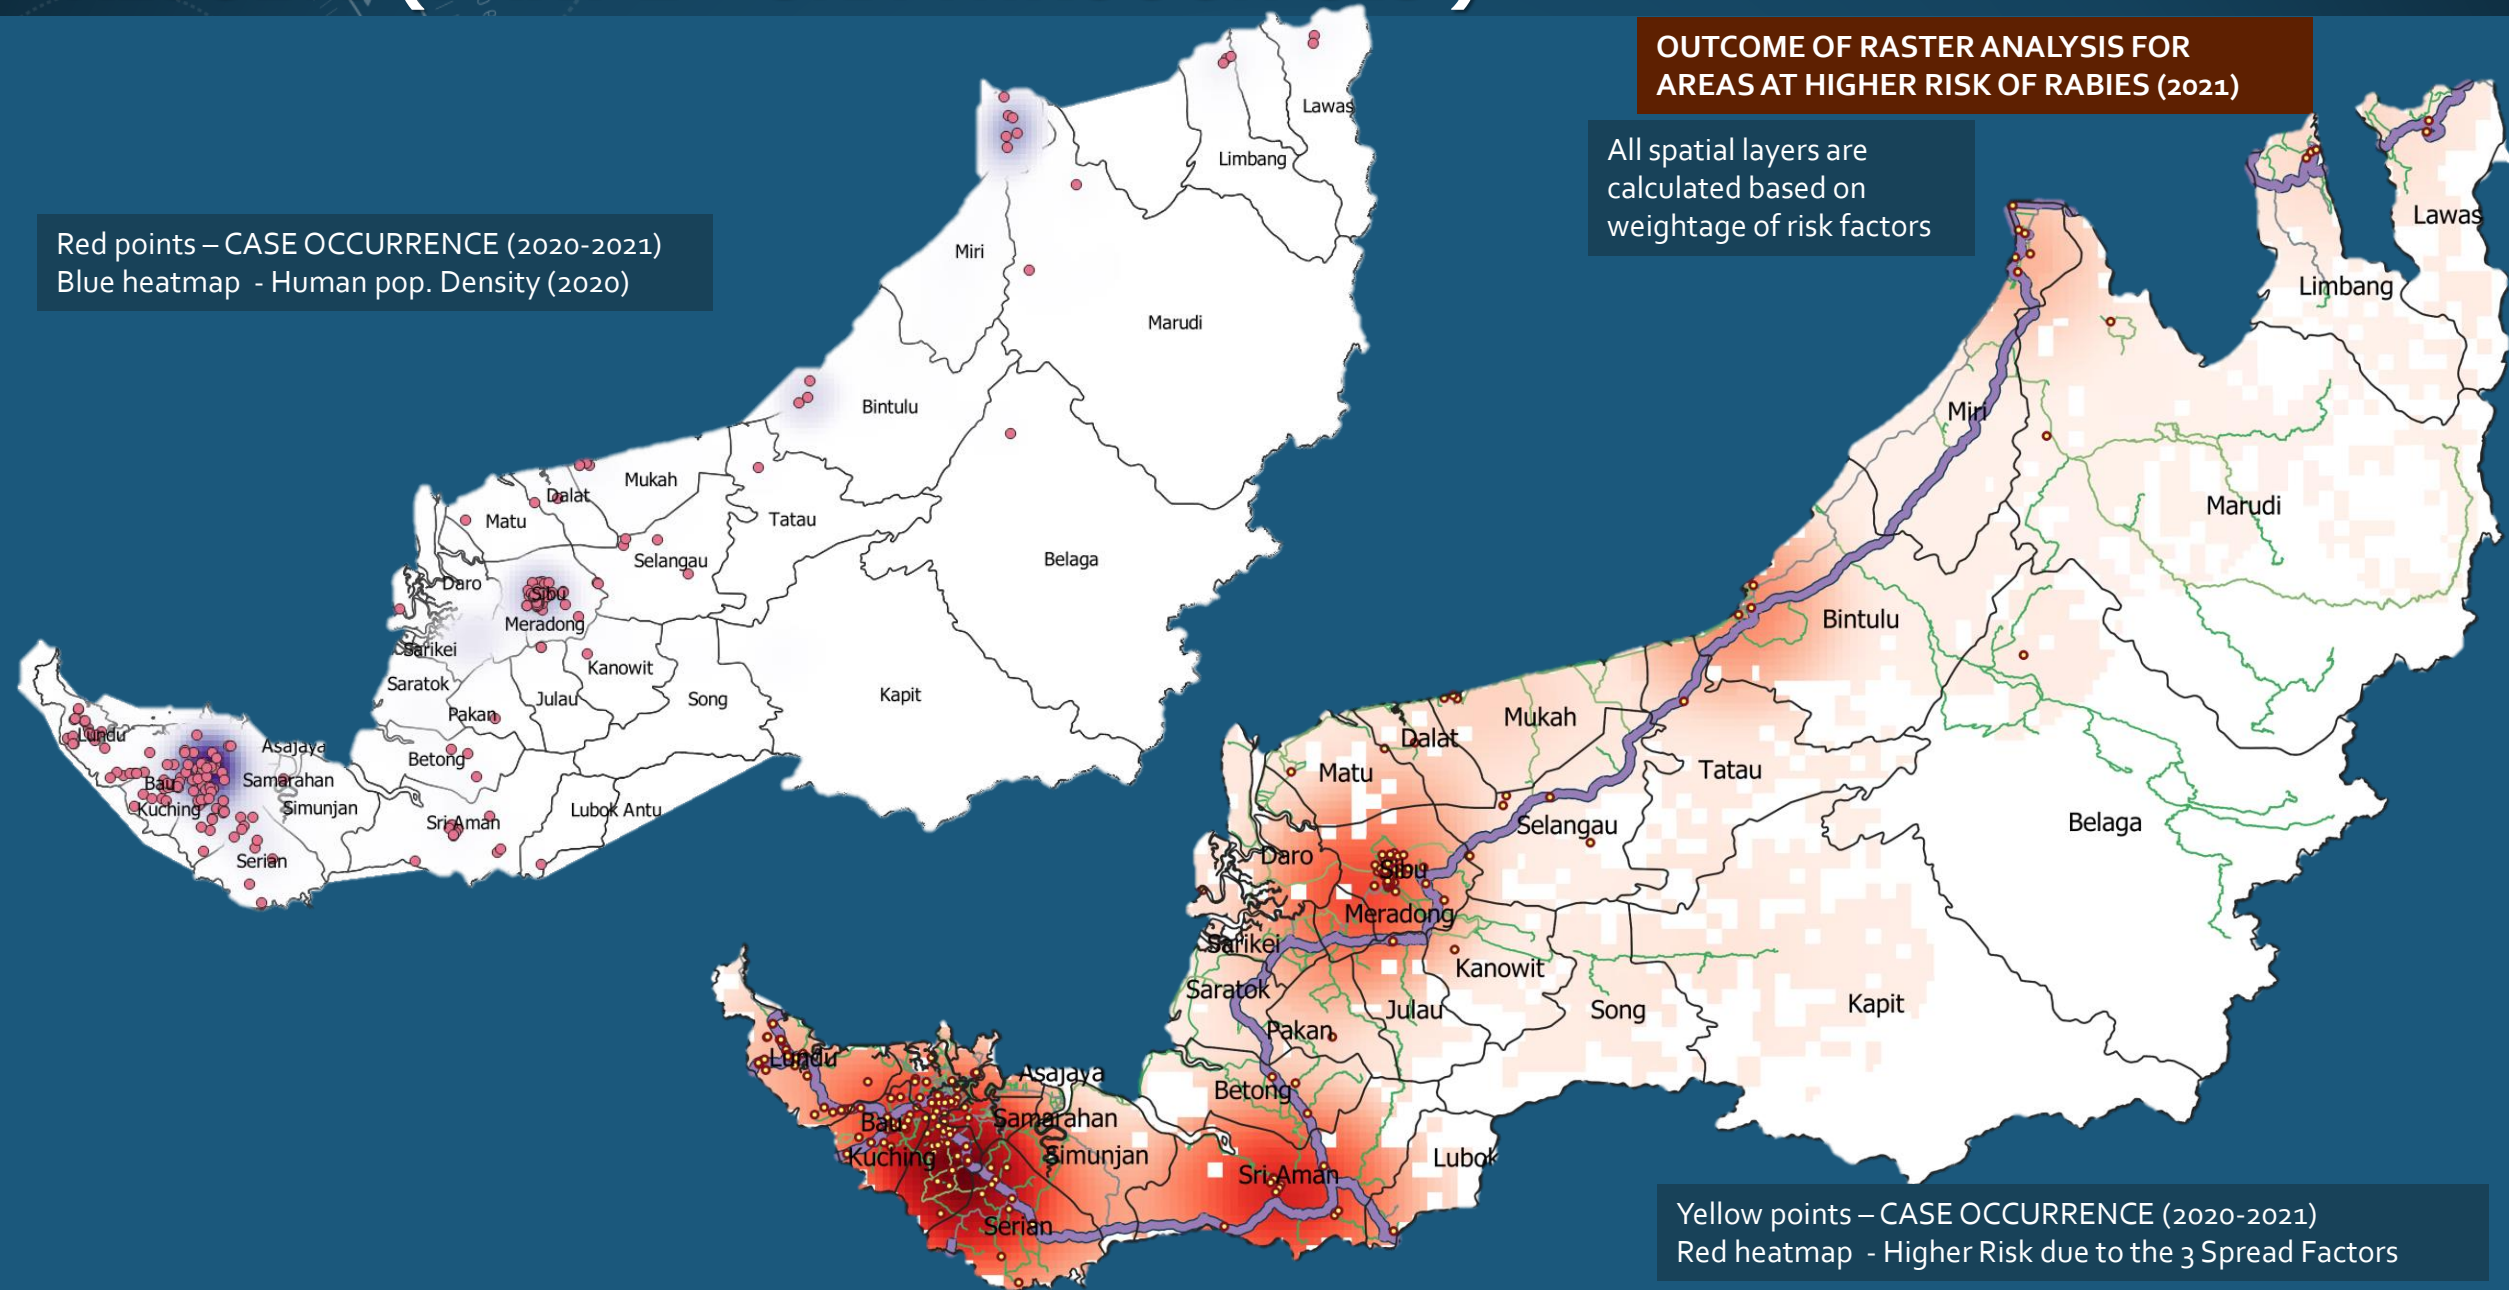 OUTCOME OF RASTER ANALYSIS FOR
AREAS AT HIGHER RISK OF RABIES (2021)
All spatial layers are
calculated based on
weightage of risk factors
Red points – CASE OCCURRENCE (2020-2021)
Blue heatmap - Human pop. Density (2020)
Lawas
Limbang
Miri
Marudi
Bintulu
Mukah
Dalat
Matu
Tatau
Selangau
Belaga
Daro
Sibu
Meradong
Sarikei
Kanowit
Saratok
Julau
Song
Kapit
Pakan
Lundu
Asajaya
Betong
Bau
Samarahan
Kuching
Simunjan
Sri Aman
Lubok Antu
Serian
Lawas
Limbang
Miri
Marudi
Bintulu
Mukah
Dalat
Matu
Tatau
Selangau
Belaga
Daro
Sibu
Meradong
Sarikei
Kanowit
Saratok
Julau
Song
Kapit
Pakan
Lundu
Asajaya
Betong
Bau
Samarahan
Kuching
Simunjan
Sri Aman
Lubok
Serian
Yellow points – CASE OCCURRENCE (2020-2021)
Red heatmap - Higher Risk due to the 3 Spread Factors